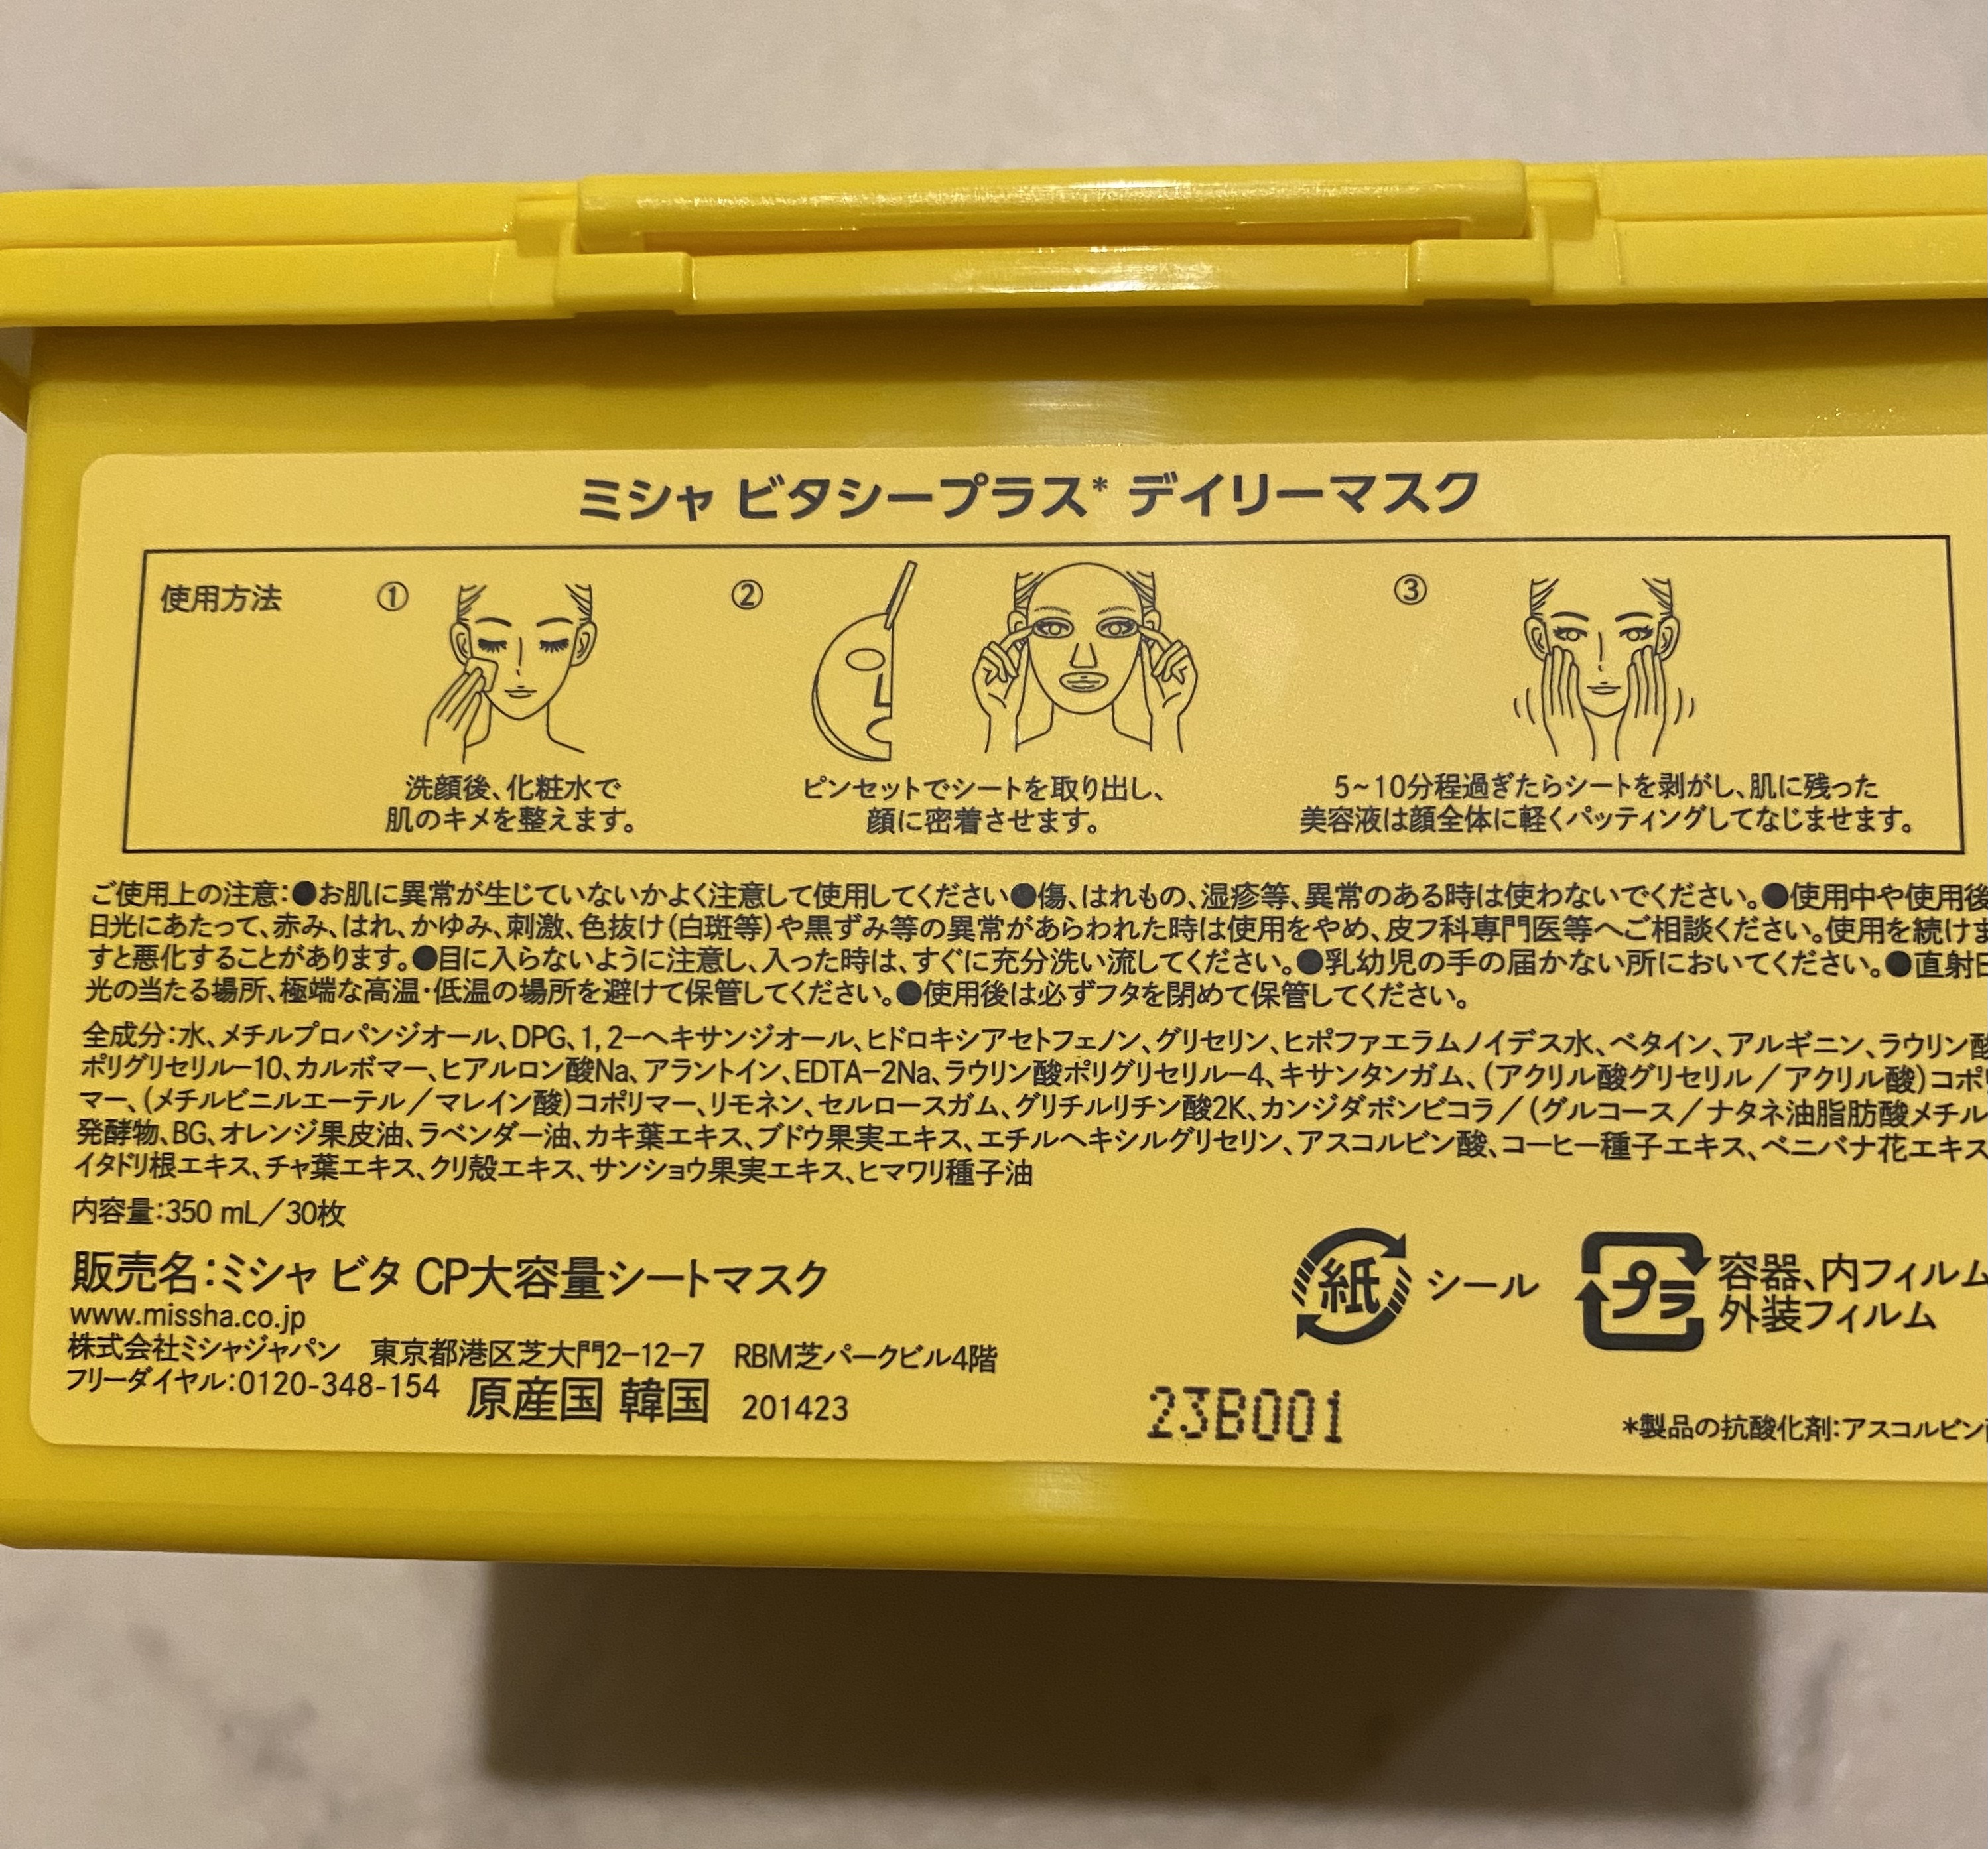 ミシャ ビタシープラス* デイリーマスク
使用方法
①
②
③
洗顔後、化粧水で
肌のキメを整えます。
ピンセットでシートを取り出し、
顔に密着させます。
5~10分程過ぎたらシートを剥がし、肌に残った
美容液は顔全体に軽くパッティングしてなじませます。
ご使用上の注意:●お肌に異常が生じていないかよく注意して使用してください●傷、はれもの、湿疹等、異常のある時は使わないでください。●使用中や使用後
日光にあたって、赤み、はれ、かゆみ、刺激、色抜け(白斑等)や黒ずみ等の異常があらわれた時は使用をやめ、皮フ科専門医等へご相談ください。使用を続けま
すと悪化することがあります。●目に入らないように注意し、入った時は、すぐに充分洗い流してください。●乳幼児の手の届かない所においてください。●直射日
光の当たる場所、極端な高温・低温の場所を避けて保管してください。●使用後は必ずフタを閉めて保管してください。
全成分:水、メチルプロパンジオール、DPG、1, 2-ヘキサンジオール、ヒドロキシアセトフェノン、グリセリン、ヒポファエラムノイデス水、ベタイン、アルギニン、ラウリン酸
ポリグリセリル-10、カルボマー、ヒアルロン酸Na、アラントイン、EDTA-2Na、ラウリン酸ポリグリセリル-4、キサンタンガム、(アクリル酸グリセリル/アクリル酸)コポリ
マー、(メチルビニルエーテル/マレイン酸)コポリマー、リモネン、セルロースガム、グリチルリチン酸2K、カンジダボンビコラ/(グルコース/ナタネ油脂肪酸メチル
発酵物、BG、オレンジ果皮油、ラベンダー油、カキ葉エキス、ブドウ果実エキス、エチルヘキシルグリセリン、アスコルビン酸、コーヒー種子エキス、ベニバナ花エキス
イタドリ根エキス、チャ葉エキス、クリ殻エキス、サンショウ果実エキス、ヒマワリ種子油
内容量:350 mL/30枚
販売名:ミシャ ビタ CP大容量シートマスク
www.missha.co.jp
株式会社ミシャジャパン 東京都港区芝大門2-12-7 RBM芝パークビル4階
フリーダイヤル:0120-348-154 原産国 韓国 201423
紙 シール
プラ 容器、内フィルム
外装フィルム
23B001
*製品の抗酸化剤:アスコルビン